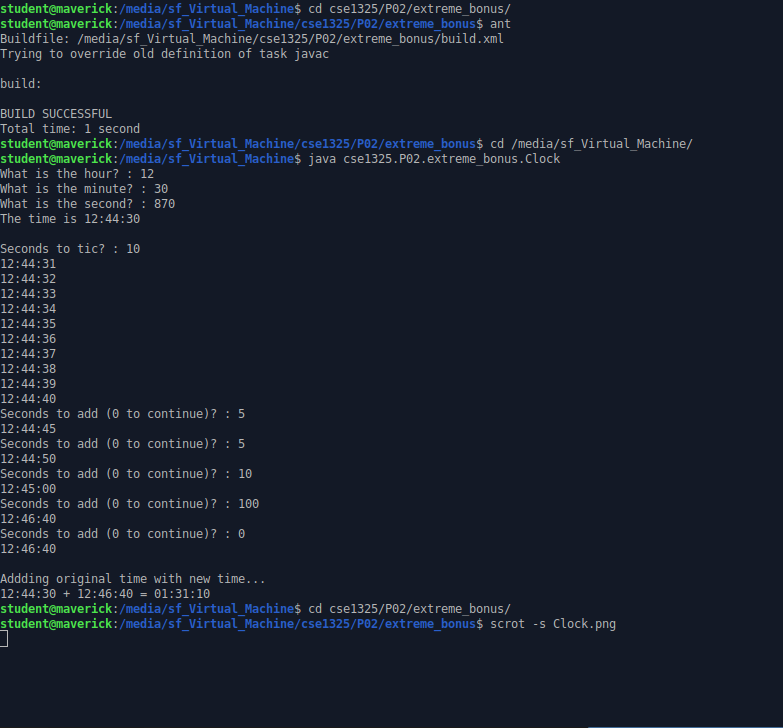 student@maverick:/media/sf_Virtual_Machine$ cd cse1325/P02/extreme_bonus/
student@maverick:/media/sf_Virtual_Machine/cse1325/P02/extreme_bonus$ ant
Buildfile: /media/sf_Virtual_Machine/cse1325/P02/extreme_bonus/build.xml
Trying to override old definition of task javac
build:
BUILD SUCCESSFUL
Total time: 1 second
student@maverick:/media/sf_Virtual_Machine/cse1325/P02/extreme_bonus$ cd /media/sf_Virtual_Machine/
student@maverick:/media/sf_Virtual_Machine$ java cse1325.P02.extreme_bonus.Clock
What is the hour? : 12
What is the minute? : 30
What is the second? : 870
The time is 12:44:30
Seconds to tic? : 10
12:44:31
12:44:32
12:44:33
12:44:34
12:44:35
12:44:36
12:44:37
12:44:38
12:44:39
12:44:40
Seconds to add (0 to continue)? : 5
12:44:45
Seconds to add (0 to continue)? : 5
12:44:50
Seconds to add (0 to continue)? : 10
12:45:00
Seconds to add (0 to continue)? : 100
12:46:40
Seconds to add (0 to continue)? : 0
12:46:40
Addding original time with new time...
12:44:30 + 12:46:40 = 01:31:10
student@maverick:/media/sf_Virtual_Machine$ cd cse1325/P02/extreme_bonus/
student@maverick:/media/sf_Virtual_Machine/cse1325/P02/extreme_bonus$ scrot -s Clock.png